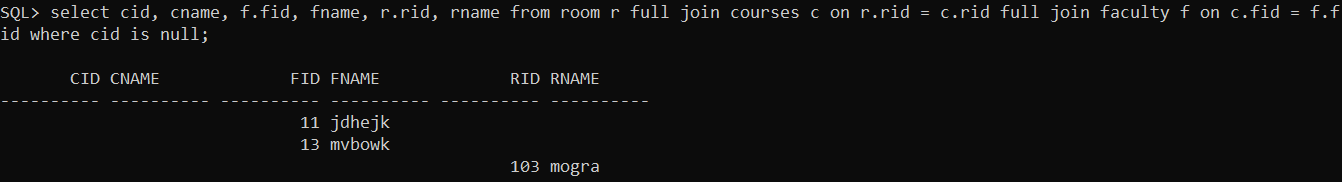 SQL> select cid, cname, f.fid, fname, r.rid, rname from room r full join courses c on r.rid = c.rid full join faculty f on c.fid = f.f
id where cid is null;
       CID CNAME             FID FNAME             RID RNAME
---------- ---------- ---------- ---------- ---------- ----------
                              11 jdhejk
                              13 mvbowk
                                                   103 mogra